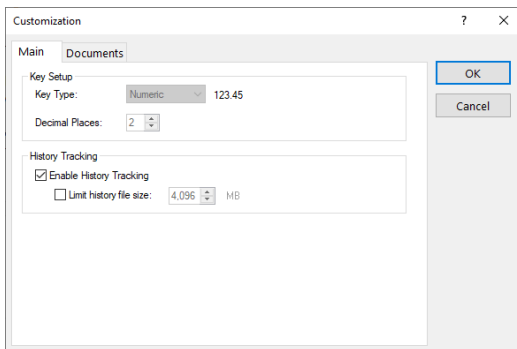 Customization ?
Main Documents
Key Setup
Key Type: Numeric 123.45
Decimal Places: 2
History Tracking
Enable History Tracking
Limit history file size: 4,096 MB
OK
Cancel